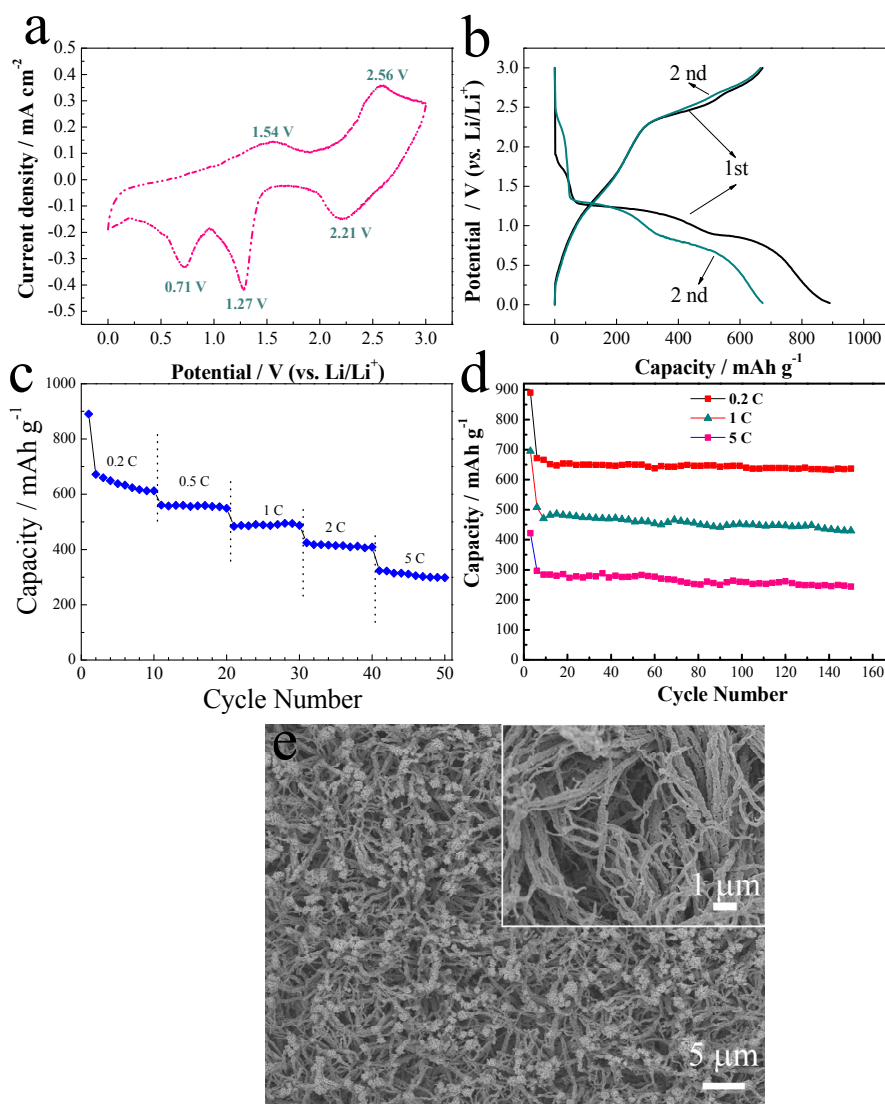 a
Current density / mA cm⁻²
0.5
0.4
0.3
0.2
0.1
0.0
-0.1
-0.2
-0.3
-0.4
-0.5
2.56 V
1.54 V
2.21 V
0.71 V
1.27 V
0.0 0.5 1.0 1.5 2.0 2.5 3.0
Potential / V (vs. Li/Li⁺)
b
Potential / V (vs. Li/Li⁺)
3.0
2.5
2.0
1.5
1.0
0.5
0.0
2 nd
1st
2 nd
0 200 400 600 800 1000
Capacity / mAh g⁻¹
c
Capacity / mAh g⁻¹
1000
800
600
400
300
0
0.2 C
0.5 C
1 C
2 C
5 C
0 10 20 30 40 50
Cycle Number
d
Capacity / mAh g⁻¹
900
800
700
600
500
400
300
200
100
0
0.2 C
1 C
5 C
0 20 40 60 80 100 120 140 160
Cycle Number
e
1 μm
5 μm